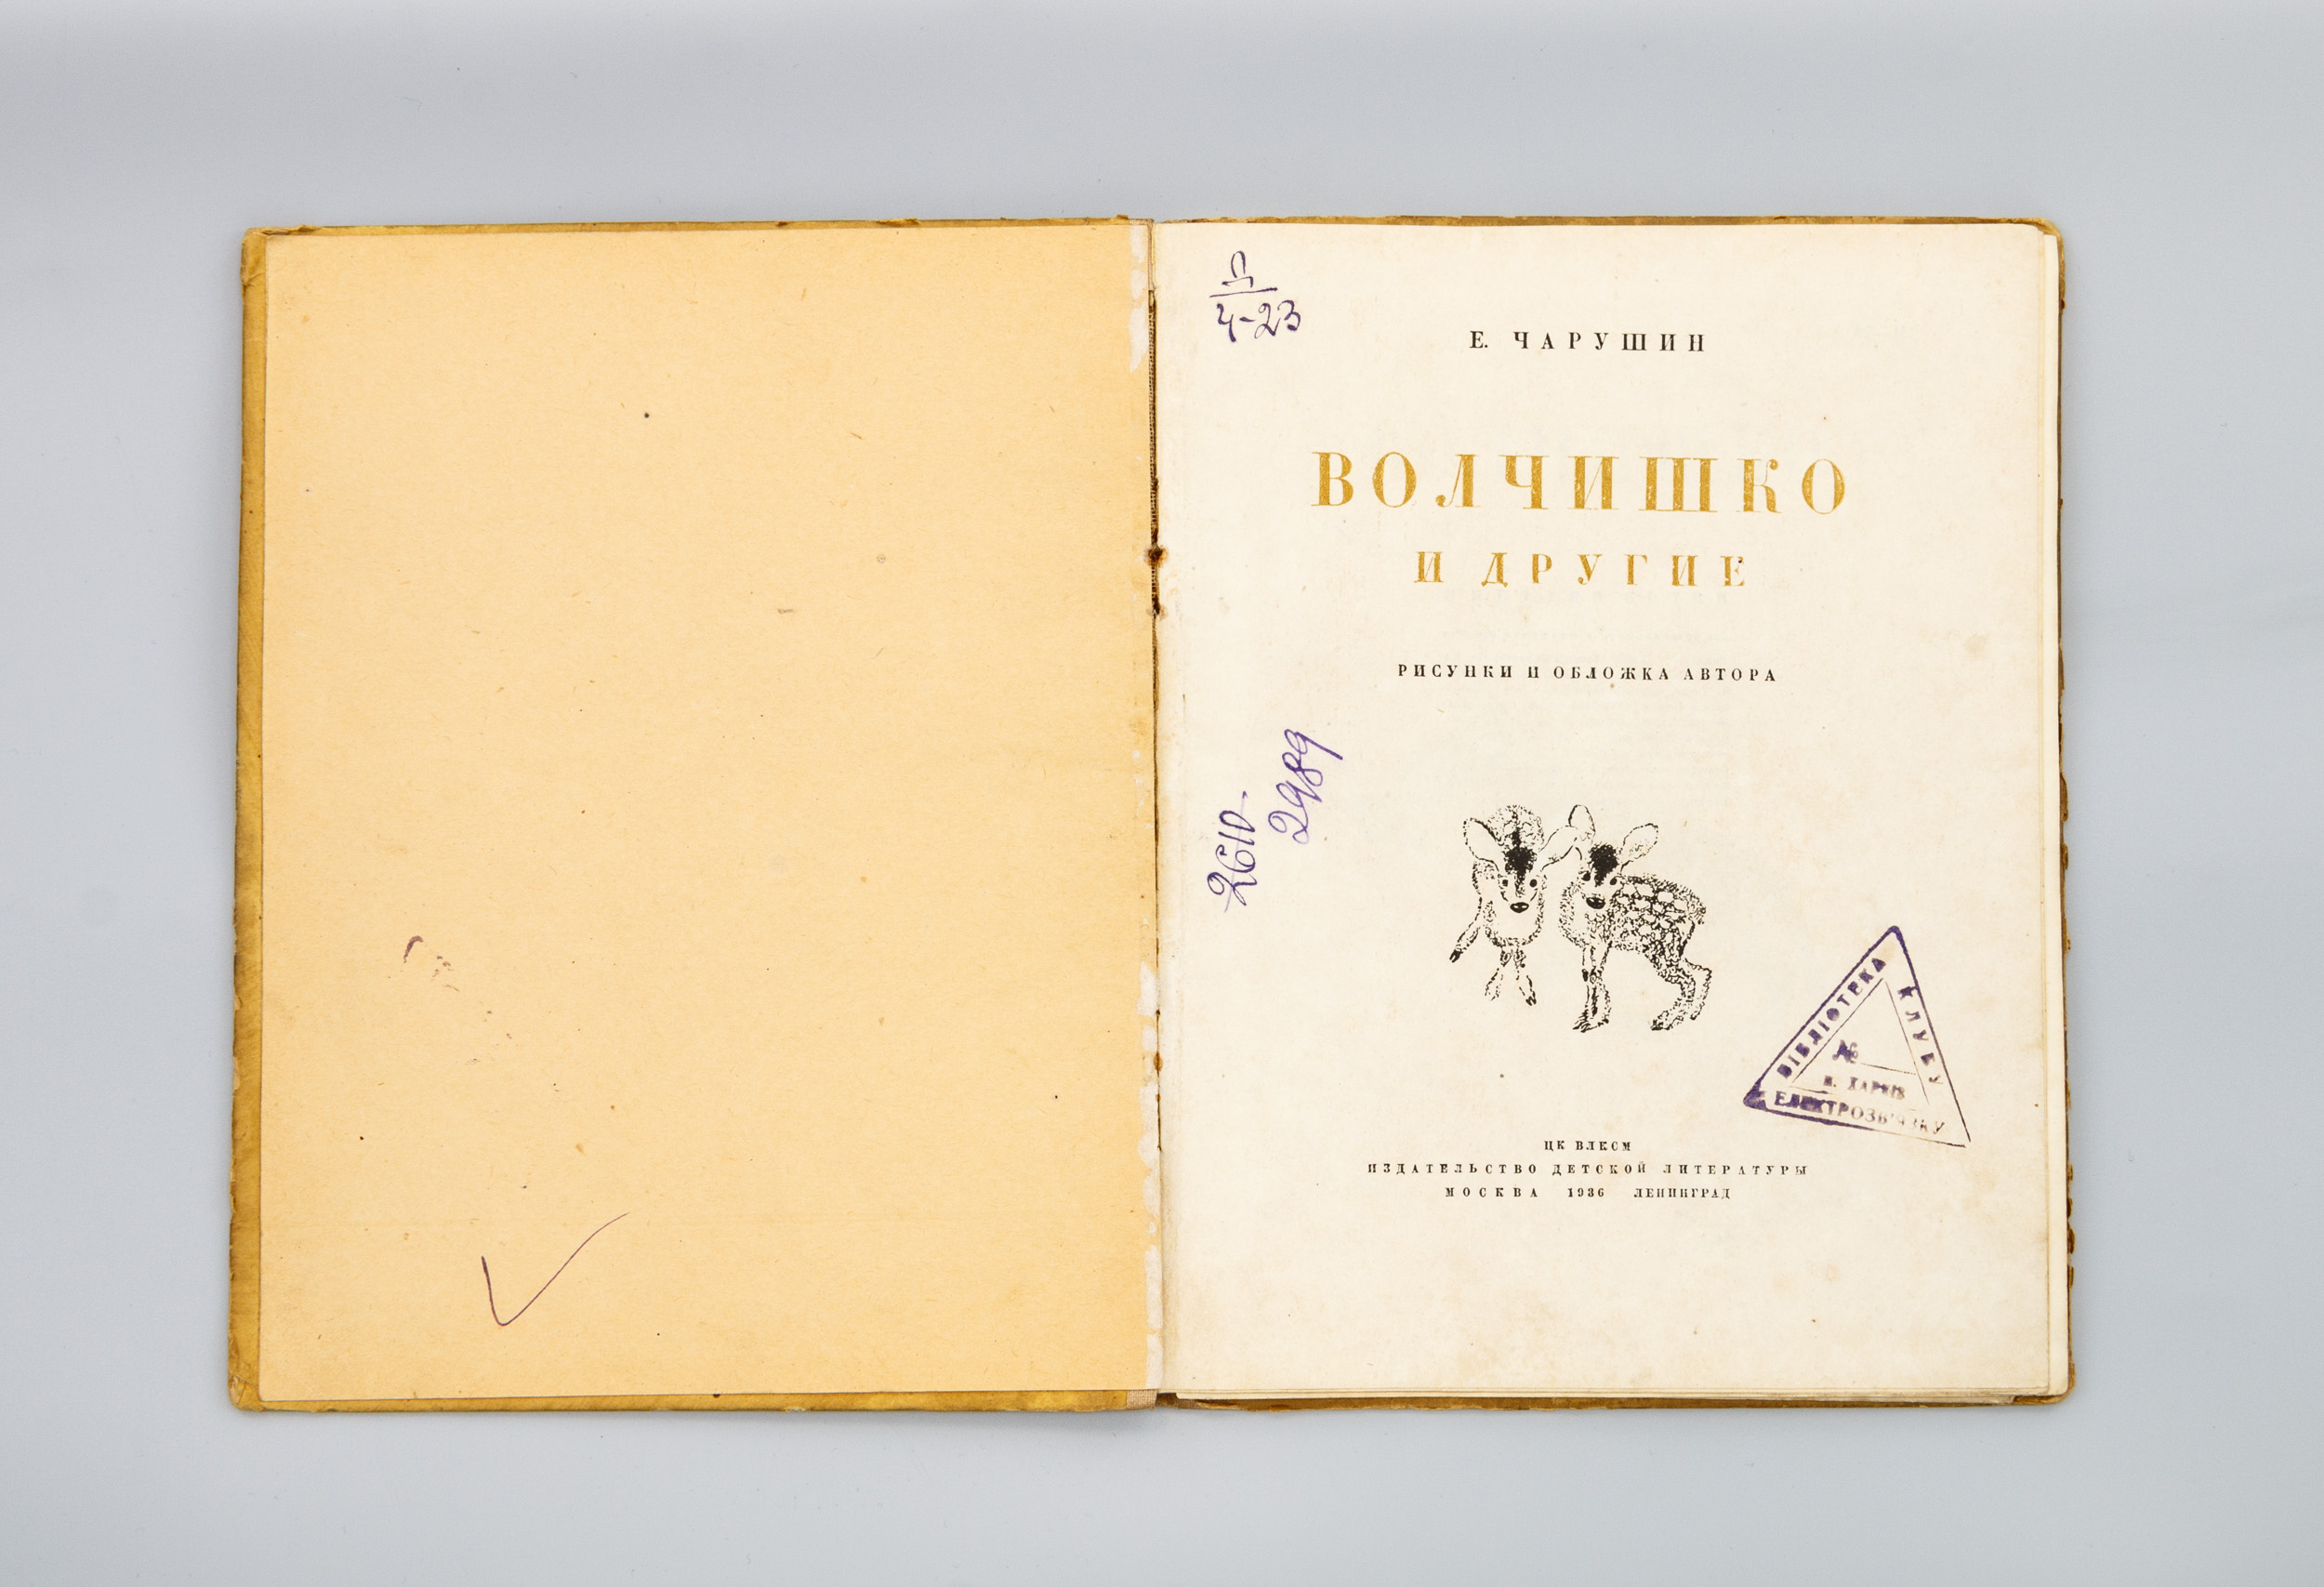 Д
Ч-23
Е. ЧАРУШИН
ВОЛЧИШКО
И ДРУГИЕ
РИСУНКИ И ОБЛОЖКА АВТОРА
2610
2989
БІБЛІОТЕКА
КЛУБУ
№
м. ХАРКІВ
ЕЛЕКТРОЗВ'ЯЗКУ
ЦК ВЛКСМ
ИЗДАТЕЛЬСТВО ДЕТСКОЙ ЛИТЕРАТУРЫ
МОСКВА 1936 ЛЕНИНГРАД